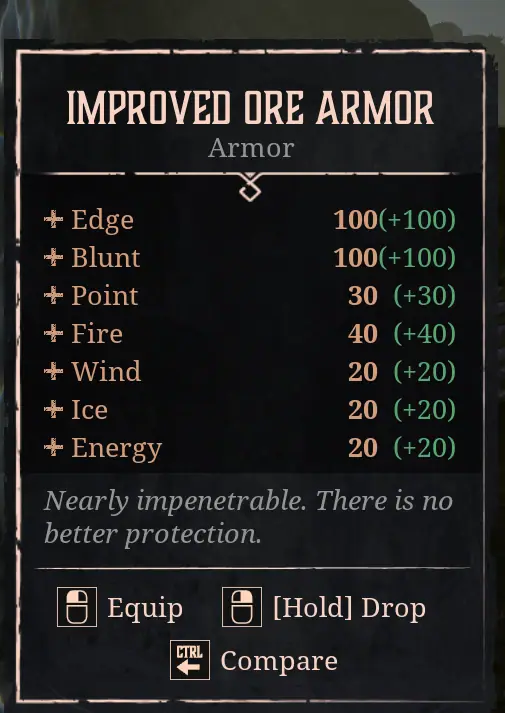 IMPROVED ORE ARMOR
Armor
Edge 100(+100)
Blunt 100(+100)
Point 30 (+30)
Fire 40 (+40)
Wind 20 (+20)
Ice 20 (+20)
Energy 20 (+20)
Nearly impenetrable. There is no
better protection.
Equip [Hold] Drop
CTRL Compare